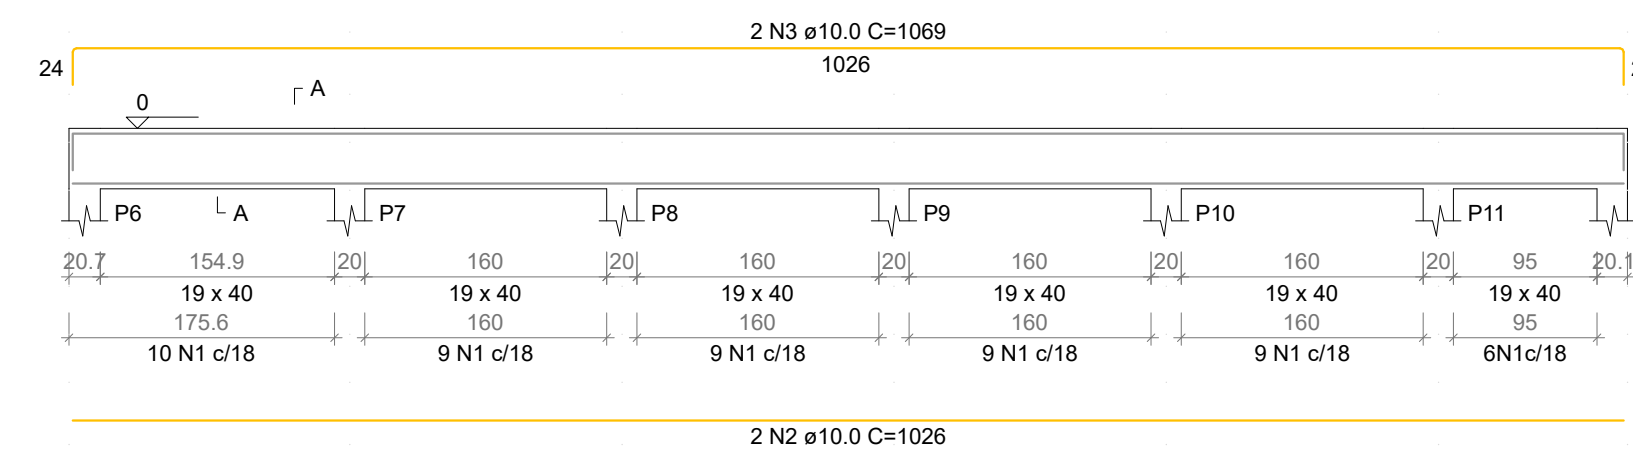 2 N3 ø10.0 C=1069
24
1026
A
0
P6
A
P7
P8
P9
P10
P11
20.7 154.9 20 160 20 160 20 160 20 160 20 95 20.1
19 x 40 19 x 40 19 x 40 19 x 40 19 x 40 19 x 40
175.6 160 160 160 160 95
10 N1 c/18 9 N1 c/18 9 N1 c/18 9 N1 c/18 9 N1 c/18 6N1c/18
2 N2 ø10.0 C=1026